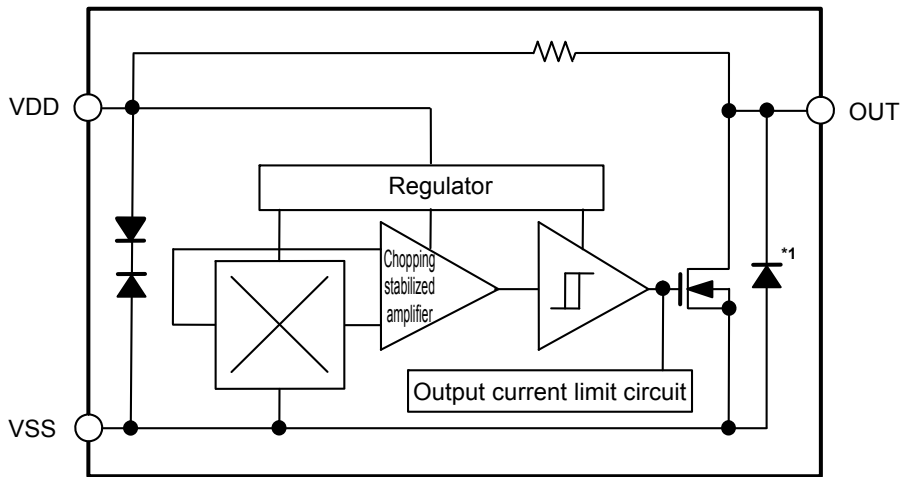 VDD
OUT
Regulator
Chopping
stabilized
amplifier
*1
Output current limit circuit
VSS